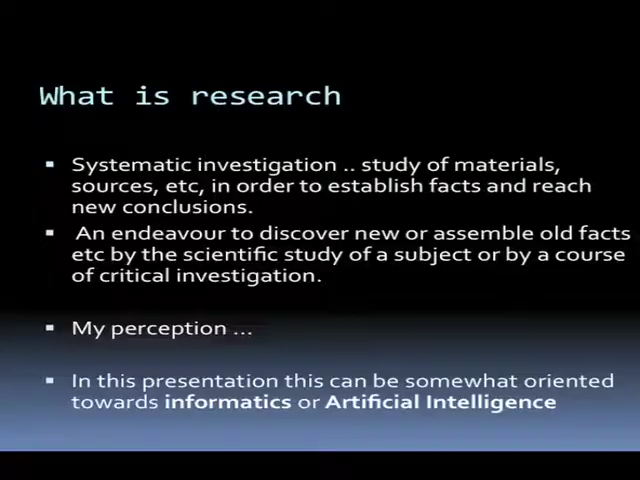 What is research
Systematic investigation .. study of materials,
sources, etc, in order to establish facts and reach
new conclusions.
An endeavour to discover new or assemble old facts
etc by the scientific study of a subject or by a course
of critical investigation.
My perception ...
In this presentation this can be somewhat oriented
towards informatics or Artificial Intelligence